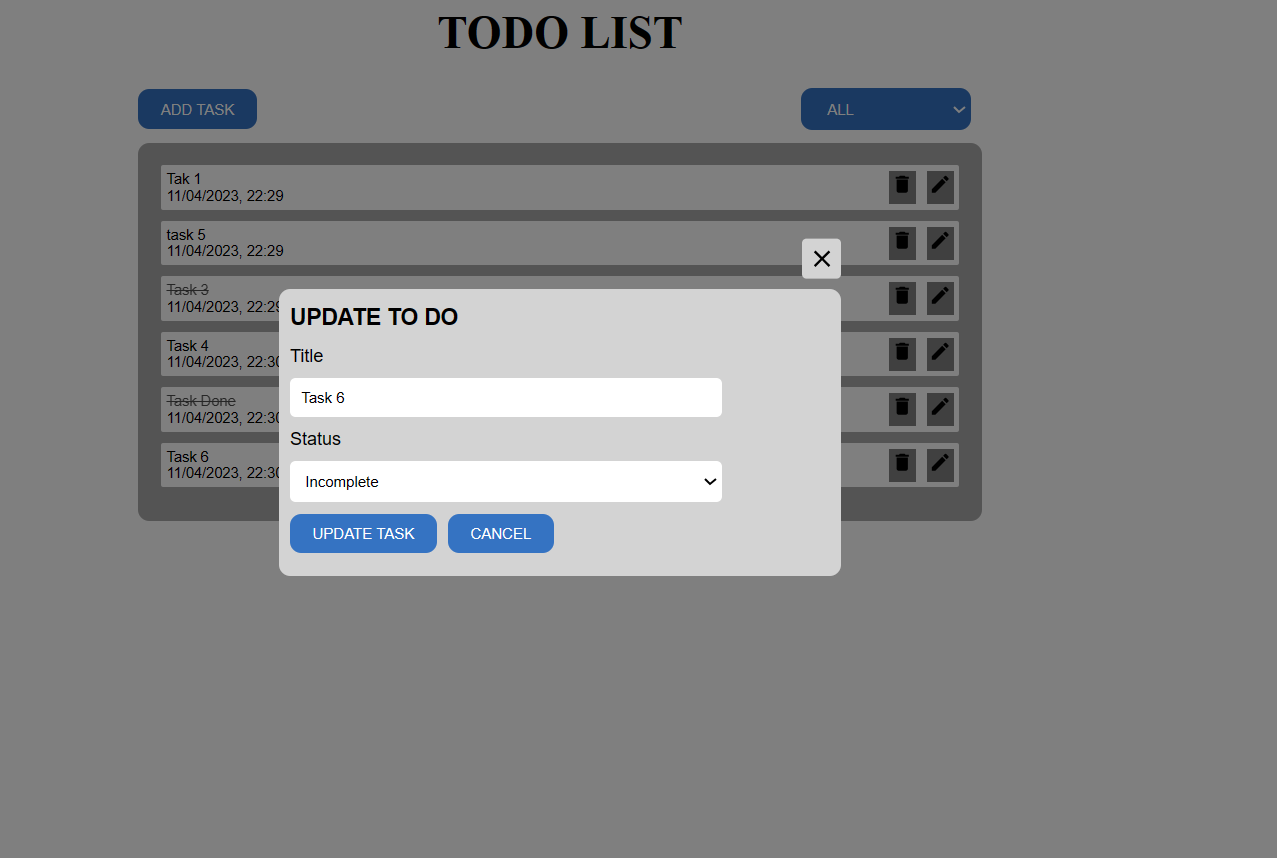 TODO LIST
ADD TASK
ALL
Tak 1
11/04/2023, 22:29
task 5
11/04/2023, 22:29
Task 3
11/04/2023, 22:29
Task 4
11/04/2023, 22:30
Task Done
11/04/2023, 22:30
Task 6
11/04/2023, 22:30
UPDATE TO DO
Title
Task 6
Status
Incomplete
UPDATE TASK
CANCEL